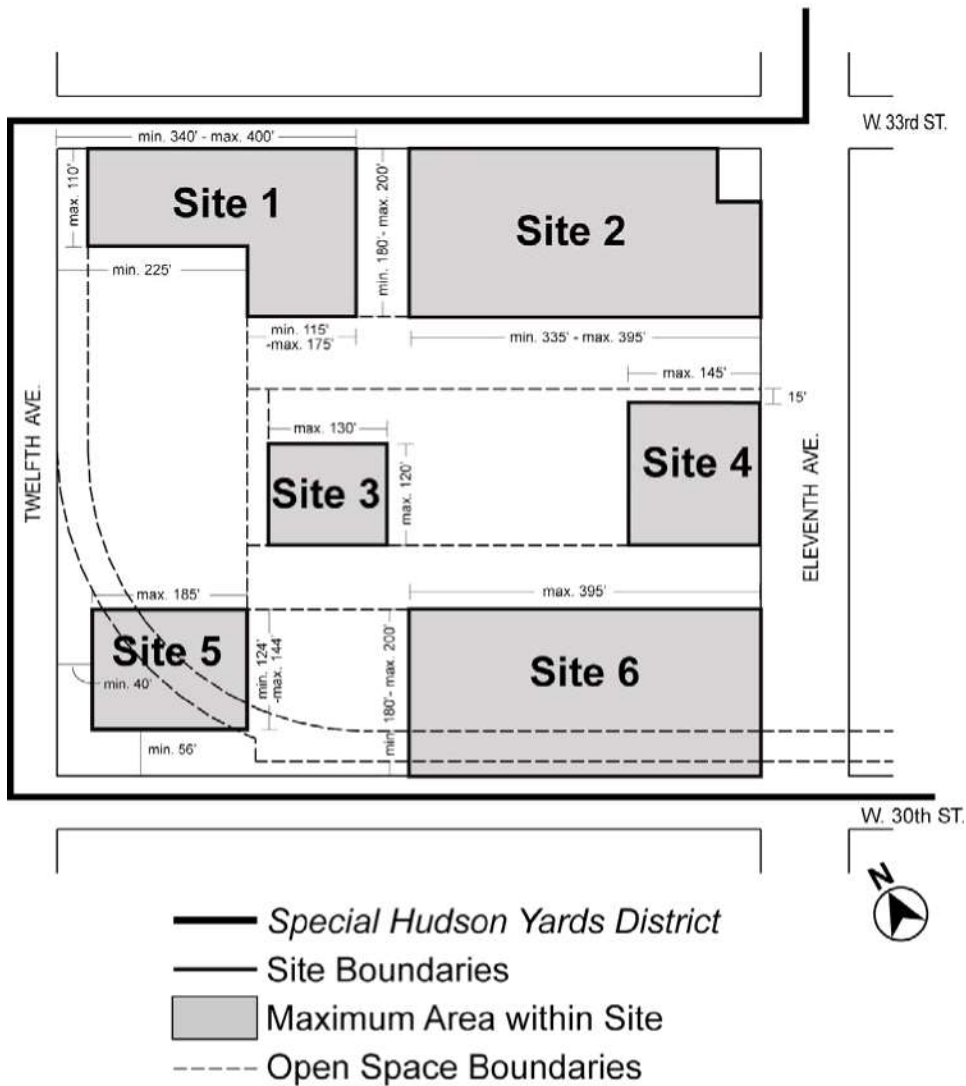 W. 33rd ST.
min. 340' - max. 400'
max. 110'
Site 1
min. 180' - max. 200'
Site 2
min. 225'
min. 115'
-max. 175'
min. 335' - max. 395'
max. 145'
15'
TWELFTH AVE.
max. 130'
Site 3
max. 120'
Site 4
ELEVENTH AVE.
max. 185'
max. 395'
Site 5
min. 124'
-max. 144'
min. 180' - max. 200'
Site 6
min. 40'
min. 56'
W. 30th ST.
N
Special Hudson Yards District
Site Boundaries
Maximum Area within Site
Open Space Boundaries